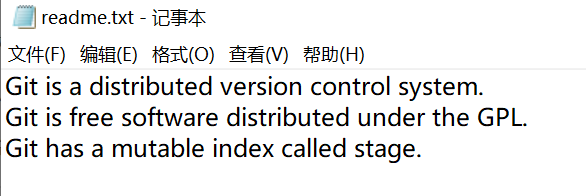 readme.txt - 记事本
文件(F) 编辑(E) 格式(O) 查看(V) 帮助(H)
Git is a distributed version control system.
Git is free software distributed under the GPL.
Git has a mutable index called stage.